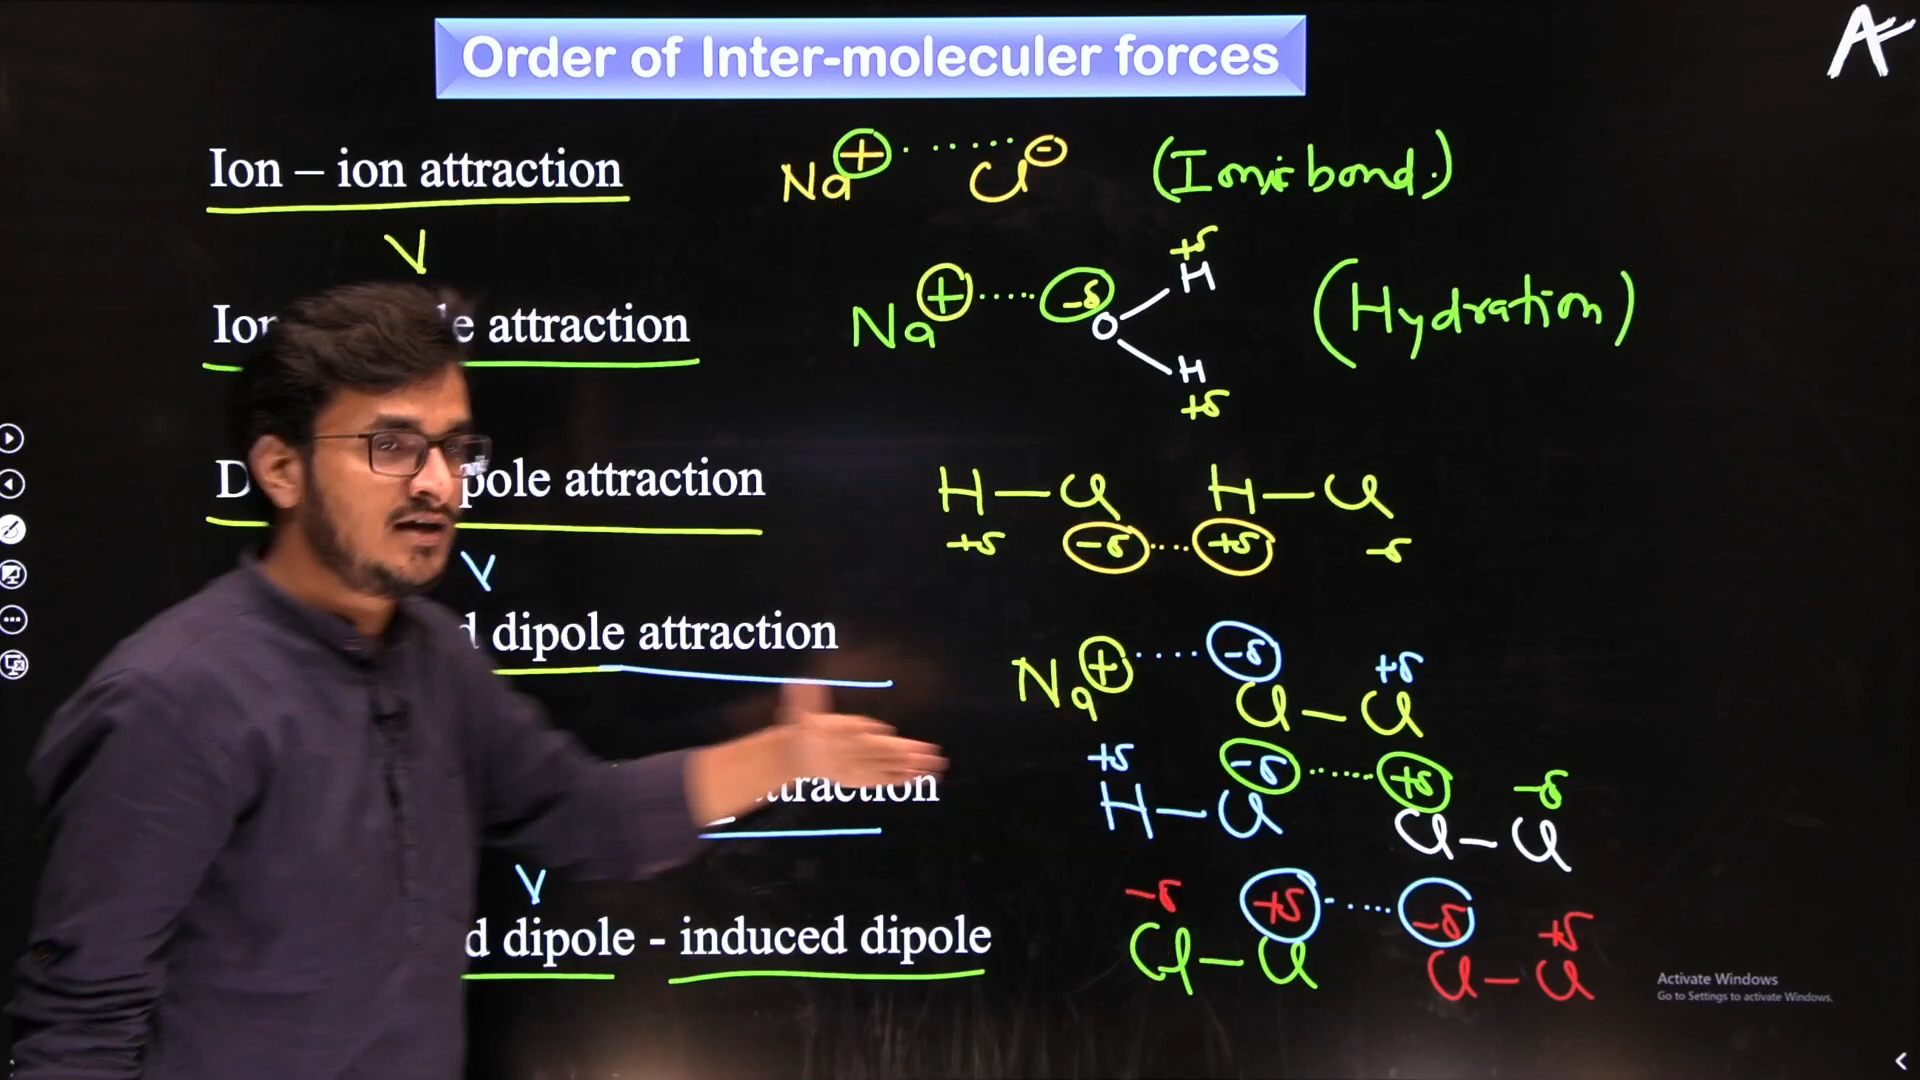 Order of Inter-moleculer forces
Ion – ion attraction
Na+ ...... Cl-
(Ionic bond.)
V
attraction
Na+ ..... -δ
O
H +δ
H +δ
(Hydration)
attraction
H — Cl H — Cl
+δ -δ .... +δ -δ
V
dipole attraction
Na+ .... -δ +δ
Cl — Cl
+δ -δ ...... +δ -δ
H — Cl Cl — Cl
V
dipole - induced dipole
-δ +δ ..... -δ +δ
Cl — Cl Cl — Cl
Activate Windows
Go to Settings to activate Windows.